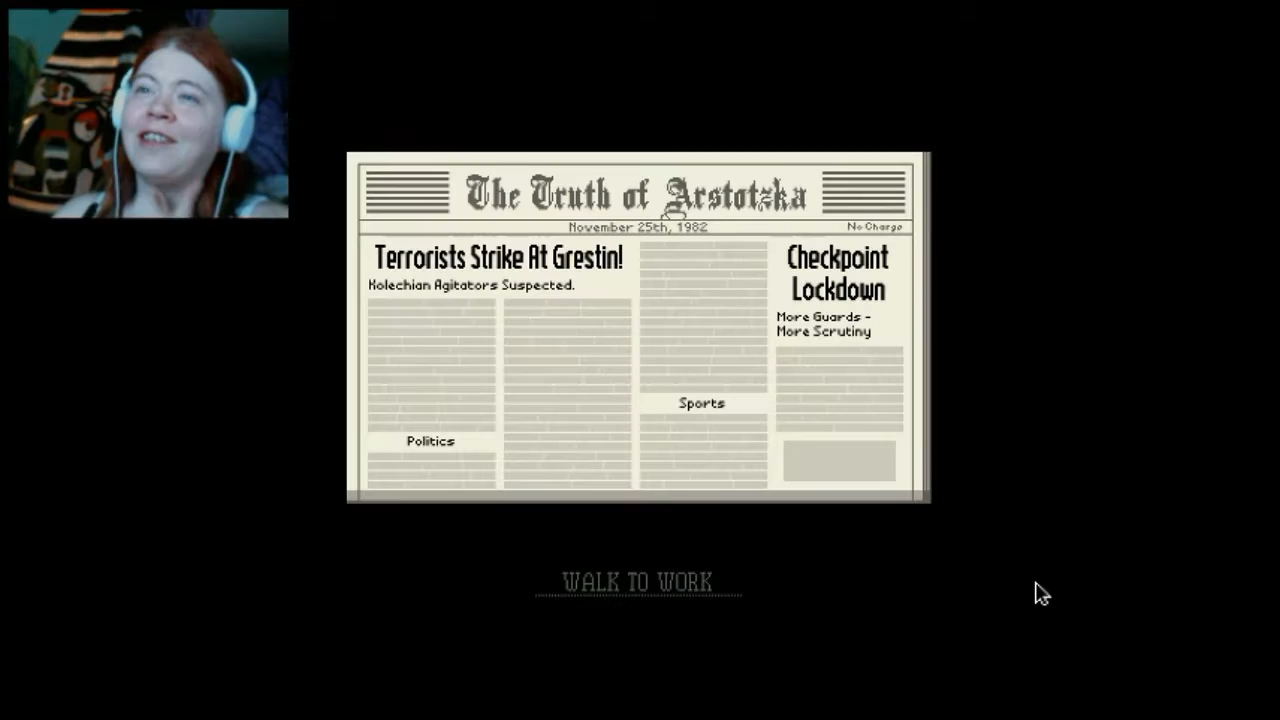 The Truth of Arstotzka
November 25th, 1982
No Charge
Terrorists Strike At Grestin!
Kolechian Agitators Suspected.
Politics
Sports
Checkpoint
Lockdown
More Guards -
More Scrutiny
WALK TO WORK